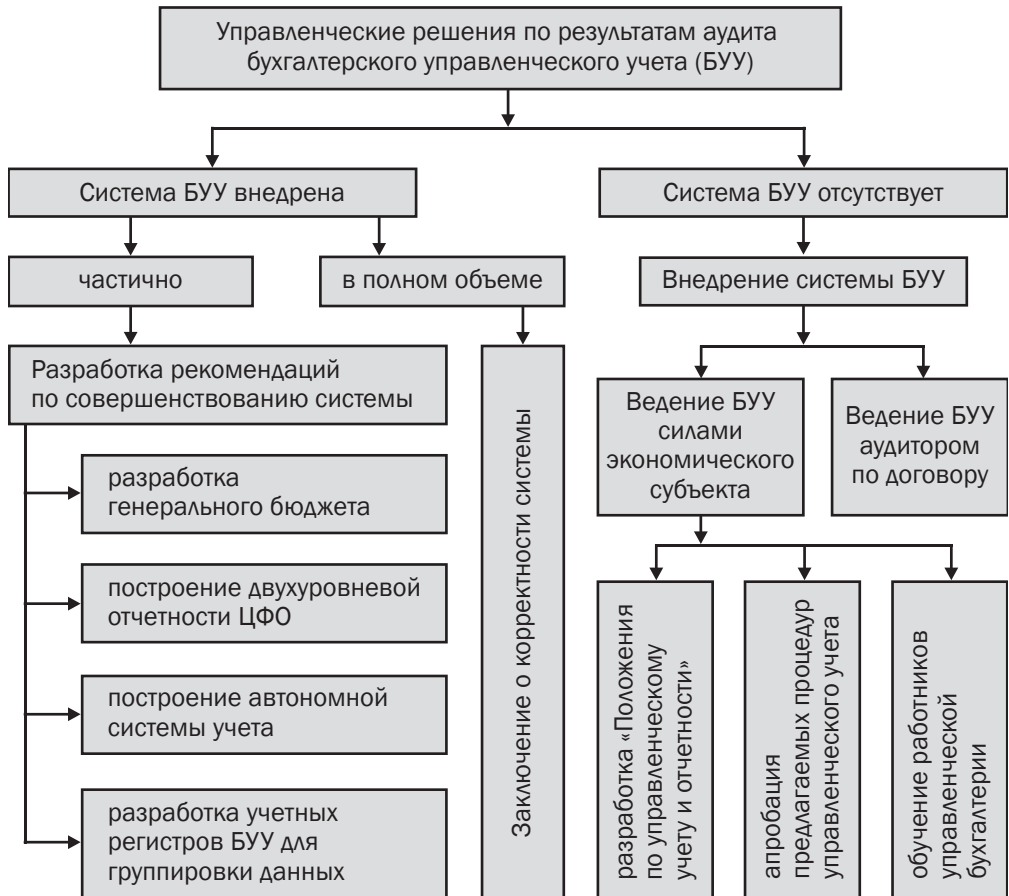 Управленческие решения по результатам аудита
бухгалтерского управленческого учета (БУУ)
Система БУУ внедрена
Система БУУ отсутствует
частично
в полном объеме
Внедрение системы БУУ
Разработка рекомендаций
по совершенствованию системы
разработка
генерального бюджета
построение двухуровневой
отчетности ЦФО
построение автономной
системы учета
разработка учетных
регистров БУУ для
группировки данных
Заключение о корректности системы
Ведение БУУ
силами
экономического
субъекта
Ведение БУУ
аудитором
по договору
разработка «Положения
по управленческому
учету и отчетности»
апробация
предлагаемых процедур
управленческого учета
обучение работников
управленческой
бухгалтерии